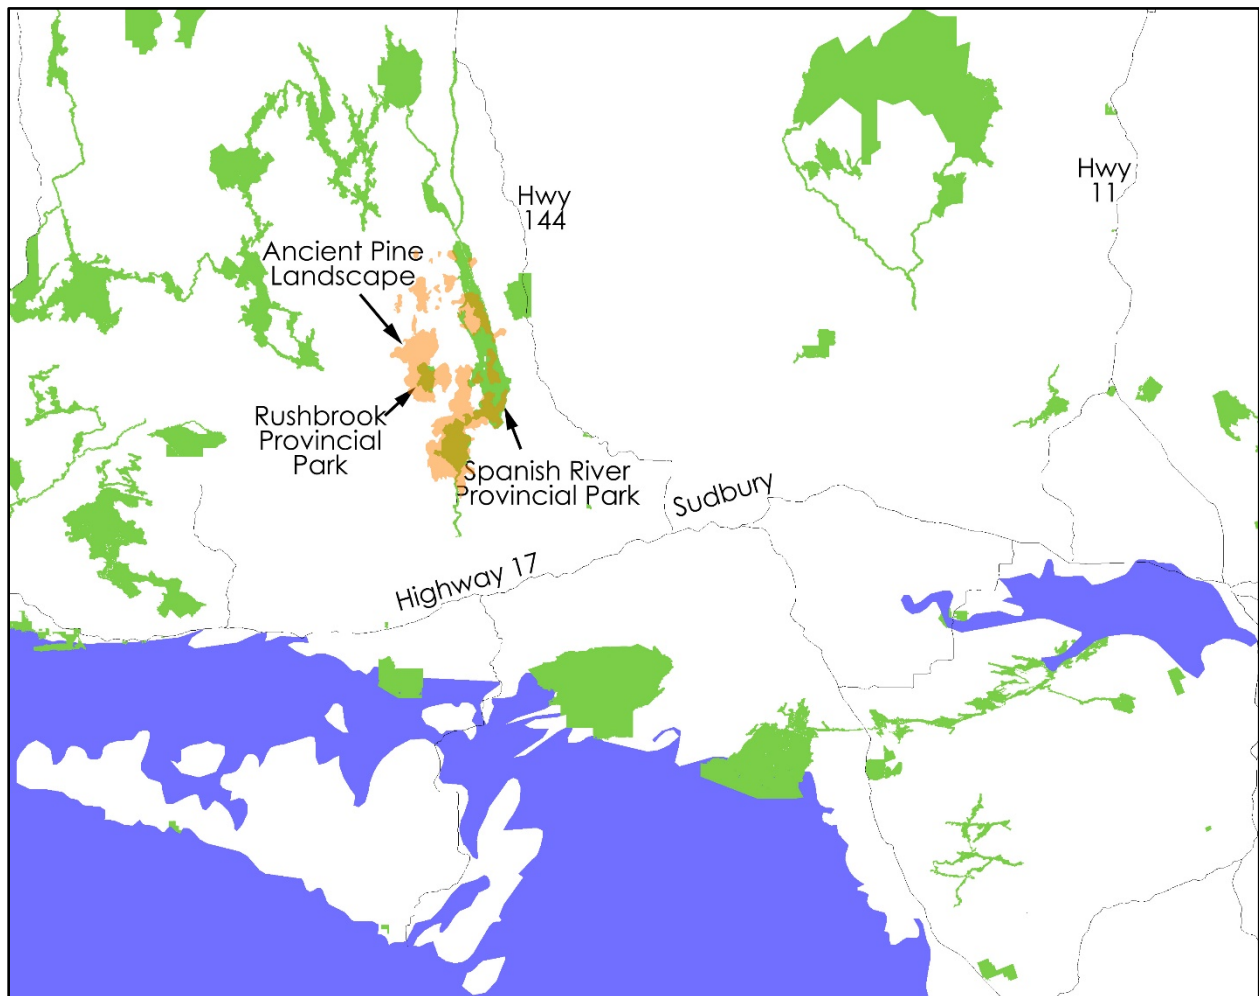 Hwy
144
Hwy
11
Ancient Pine
Landscape
Rushbrook
Provincial
Park
Spanish River
Provincial Park
Sudbury
Highway 17